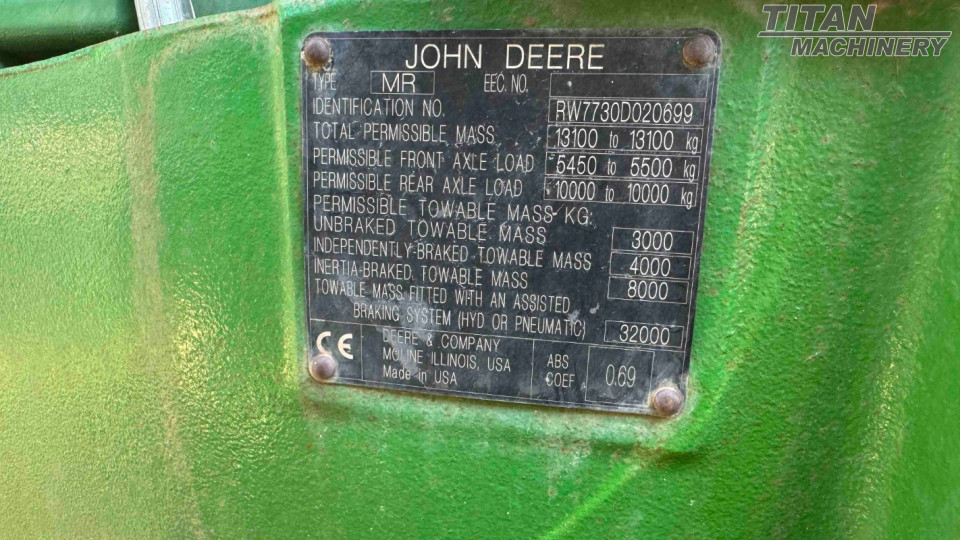 TITAN
MACHINERY
JOHN DEERE
TYPE MR EEC. NO.
IDENTIFICATION NO. RW7730D020699
TOTAL PERMISSIBLE MASS 13100 to 13100 kg
PERMISSIBLE FRONT AXLE LOAD 5450 to 5500 kg
PERMISSIBLE REAR AXLE LOAD 10000 to 10000 kg
PERMISSIBLE TOWABLE MASS KG:
UNBRAKED TOWABLE MASS 3000
INDEPENDENTLY-BRAKED TOWABLE MASS 4000
INERTIA-BRAKED TOWABLE MASS 8000
TOWABLE MASS FITTED WITH AN ASSISTED
BRAKING SYSTEM (HYD OR PNEUMATIC) 32000
CE
DEERE & COMPANY
MOLINE ILLINOIS, USA
Made in USA
ABS
COEF
0.69